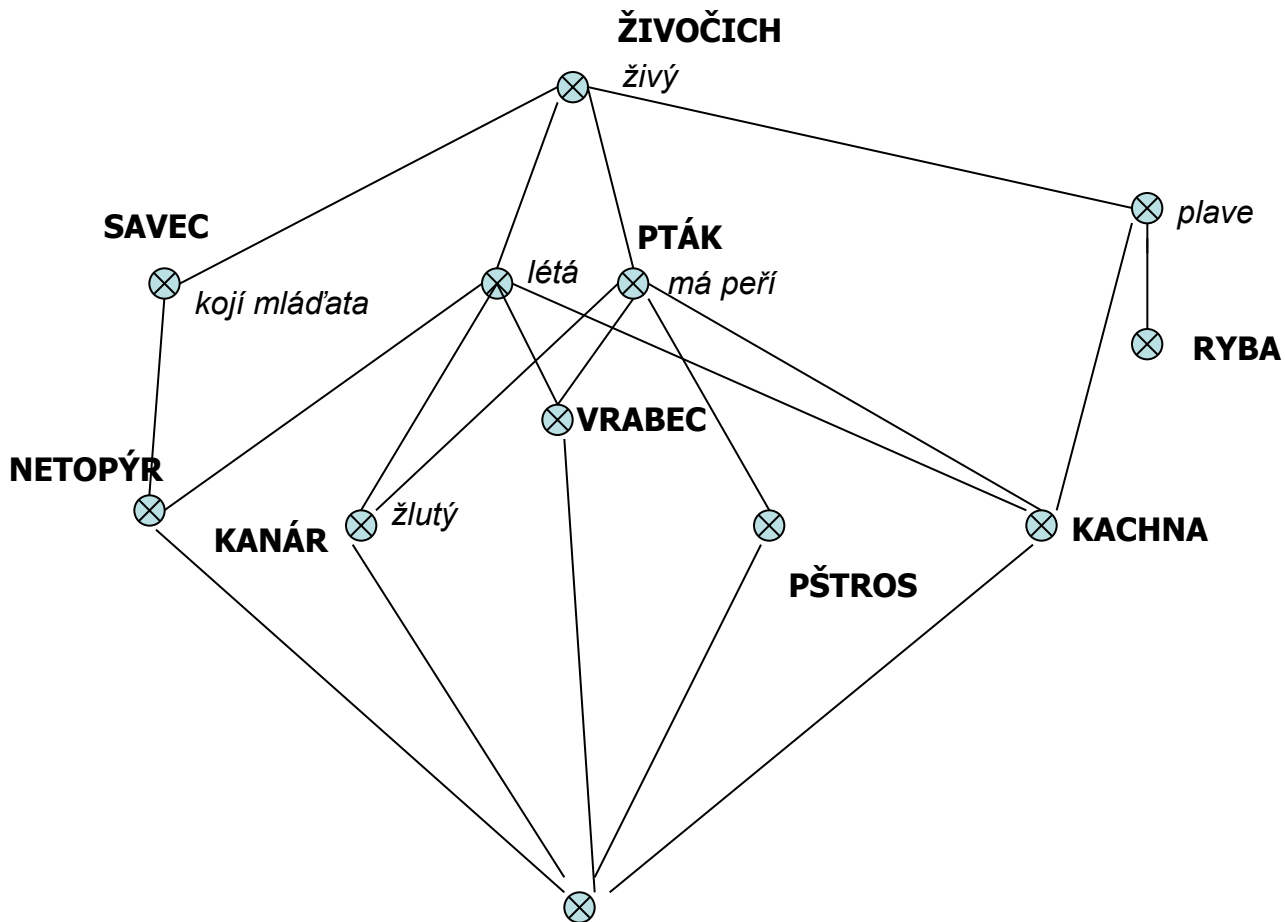 ŽIVOČICH
živý
SAVEC
PTÁK
plave
létá
má peří
kojí mláďata
RYBA
VRABEC
NETOPÝR
žlutý
KANÁR
KACHNA
PŠTROS